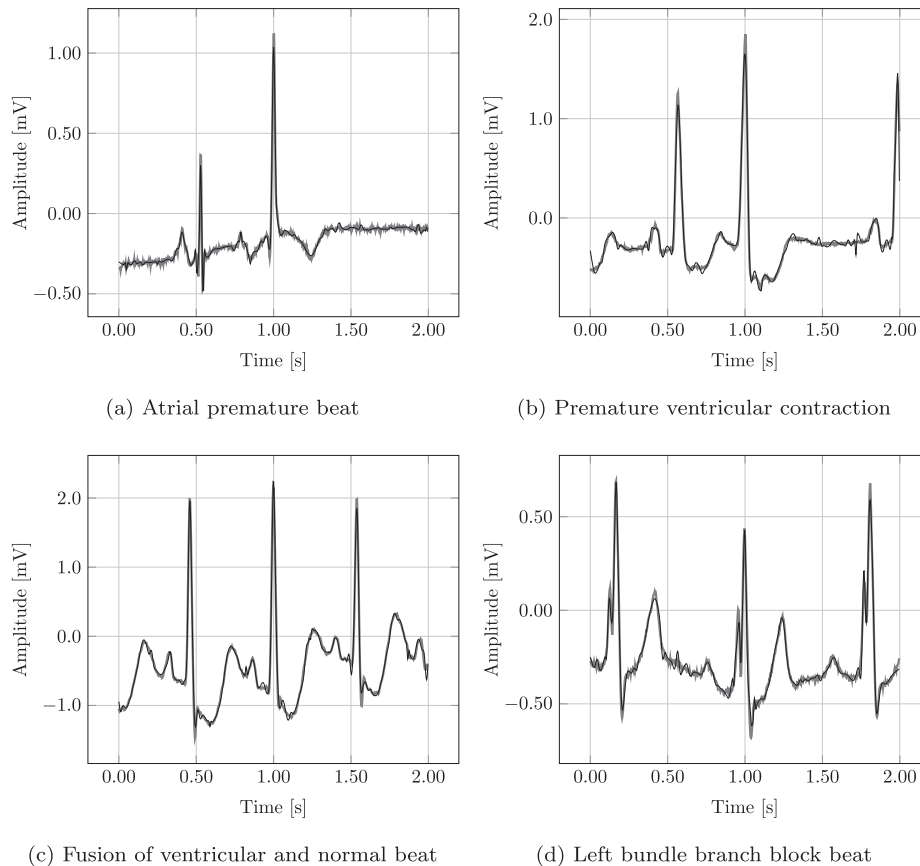 1.00
0.50
0.00
−0.50
Amplitude [mV]
0.00 0.50 1.00 1.50 2.00
Time [s]
(a) Atrial premature beat
2.0
1.0
0.0
Amplitude [mV]
0.00 0.50 1.00 1.50 2.00
Time [s]
(b) Premature ventricular contraction
2.0
1.0
0.0
−1.0
Amplitude [mV]
0.00 0.50 1.00 1.50 2.00
Time [s]
(c) Fusion of ventricular and normal beat
0.50
0.00
−0.50
Amplitude [mV]
0.00 0.50 1.00 1.50 2.00
Time [s]
(d) Left bundle branch block beat